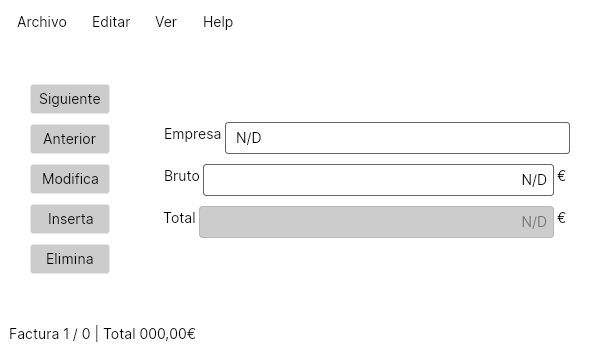 Archivo Editar Ver Help
Siguiente
Anterior
Modifica
Inserta
Elimina
Empresa N/D
Bruto N/D €
Total N/D €
Factura 1 / 0 | Total 000,00€